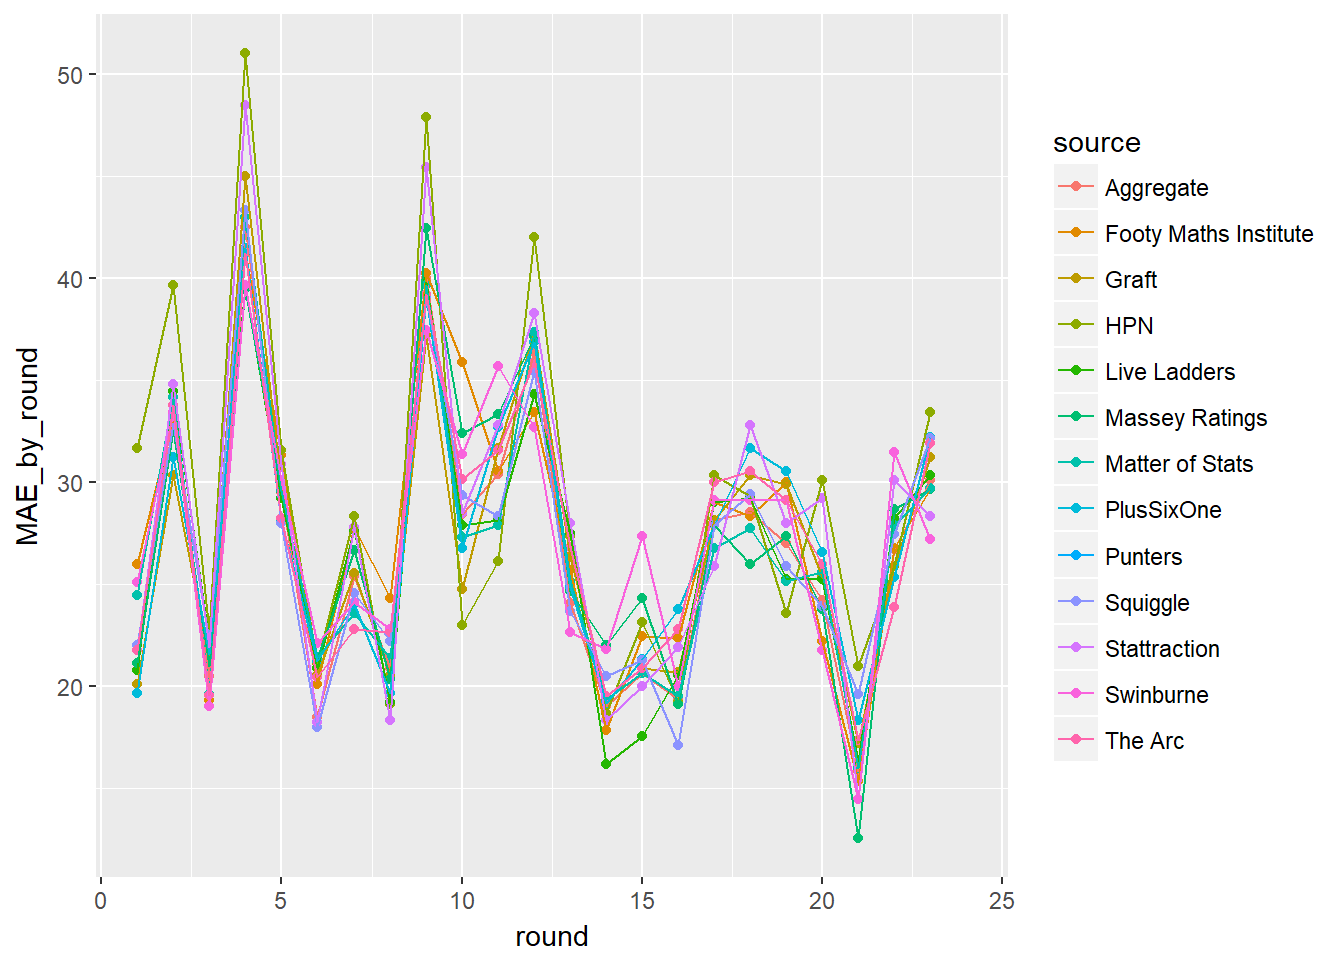 MAE_by_round
50
40
30
20
0
5
10
15
20
25
round
source
Aggregate
Footy Maths Institute
Graft
HPN
Live Ladders
Massey Ratings
Matter of Stats
PlusSixOne
Punters
Squiggle
Stattraction
Swinburne
The Arc